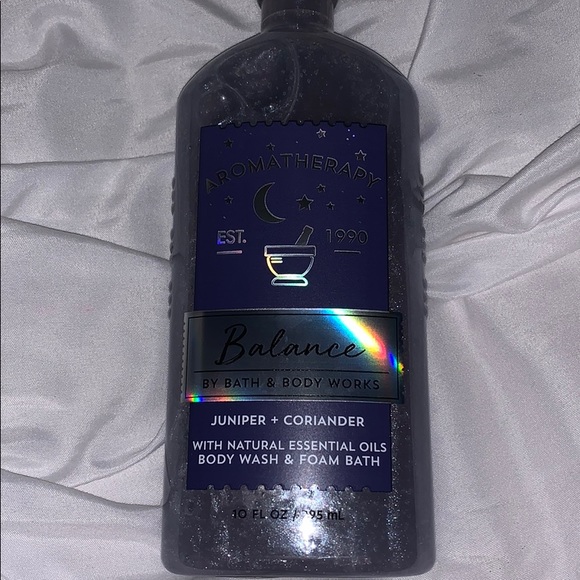 AROMATHERAPY
EST. 1990
Balance
BY BATH & BODY WORKS
JUNIPER + CORIANDER
WITH NATURAL ESSENTIAL OILS
BODY WASH & FOAM BATH
10 FL OZ / 295 mL